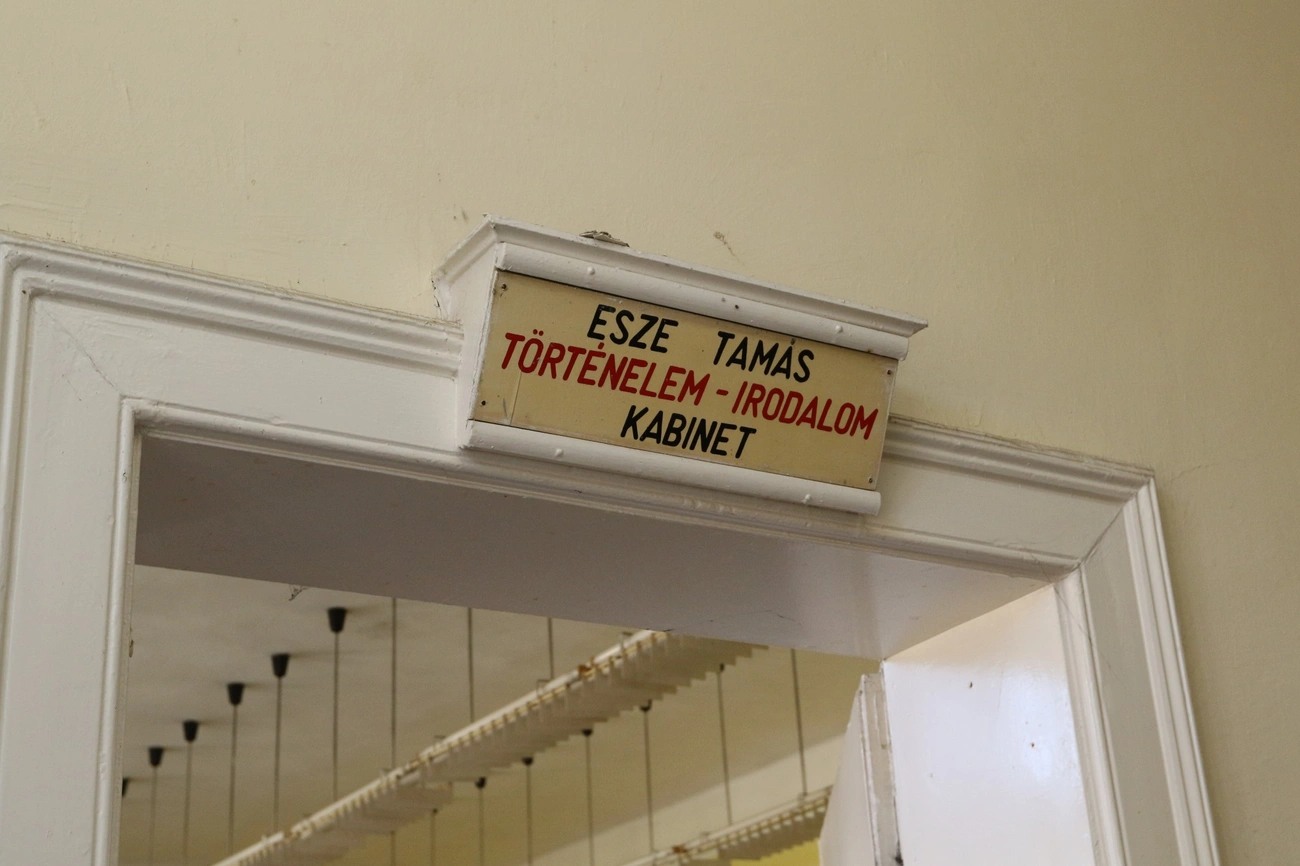 ESZE TAMÁS
TÖRTÉNELEM - IRODALOM
KABINET